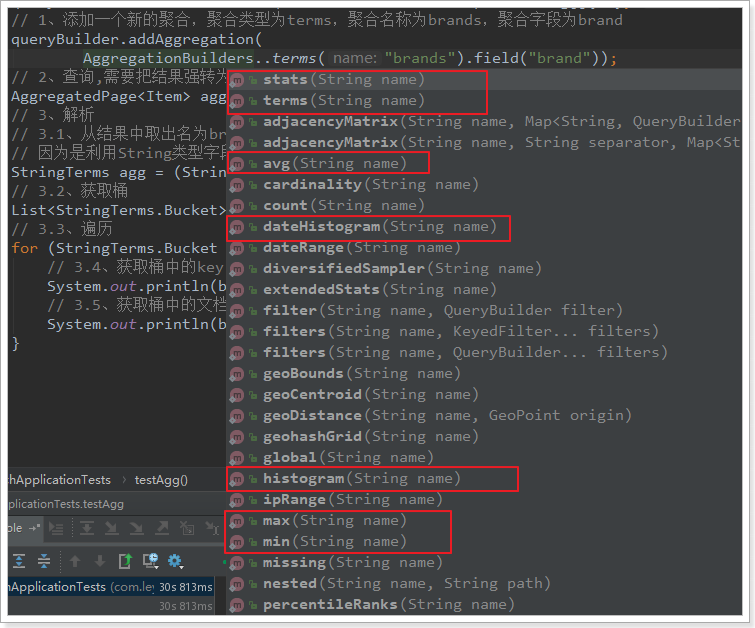 // 1、添加一个新的聚合，聚合类型为terms，聚合名称为brands，聚合字段为brand
queryBuilder.addAggregation(
AggregationBuilders..terms( name: "brands").field("brand"));
// 2、查询,需要把结果强转为
AggregatedPage<Item> agg
// 3、解析
// 3.1、从结果中取出名为br
// 因为是利用String类型字段
StringTerms agg = (Strin
// 3.2、获取桶
List<StringTerms.Bucket>
// 3.3、遍历
for (StringTerms.Bucket
// 3.4、获取桶中的key
System.out.println(b
// 3.5、获取桶中的文档
System.out.println(b
}
stats(String name)
terms(String name)
adjacencyMatrix(String name, Map<String, QueryBuilder
adjacencyMatrix(String name, String separator, Map<St
avg(String name)
cardinality(String name)
count(String name)
dateHistogram(String name)
dateRange(String name)
diversifiedSampler(String name)
extendedStats(String name)
filter(String name, QueryBuilder filter)
filters(String name, KeyedFilter... filters)
filters(String name, QueryBuilder... filters)
geoBounds(String name)
geoCentroid(String name)
geoDistance(String name, GeoPoint origin)
geohashGrid(String name)
global(String name)
histogram(String name)
ipRange(String name)
max(String name)
min(String name)
missing(String name)
nested(String name, String path)
percentileRanks(String name)
hApplicationTests › testAgg()
plicationTests.testAgg
ole
hApplicationTests (com.le 30s 813ms
30s 813ms